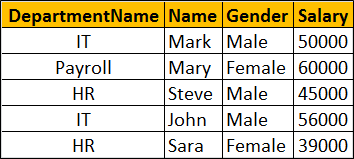 DepartmentName Name Gender Salary
IT Mark Male 50000
Payroll Mary Female 60000
HR Steve Male 45000
IT John Male 56000
HR Sara Female 39000